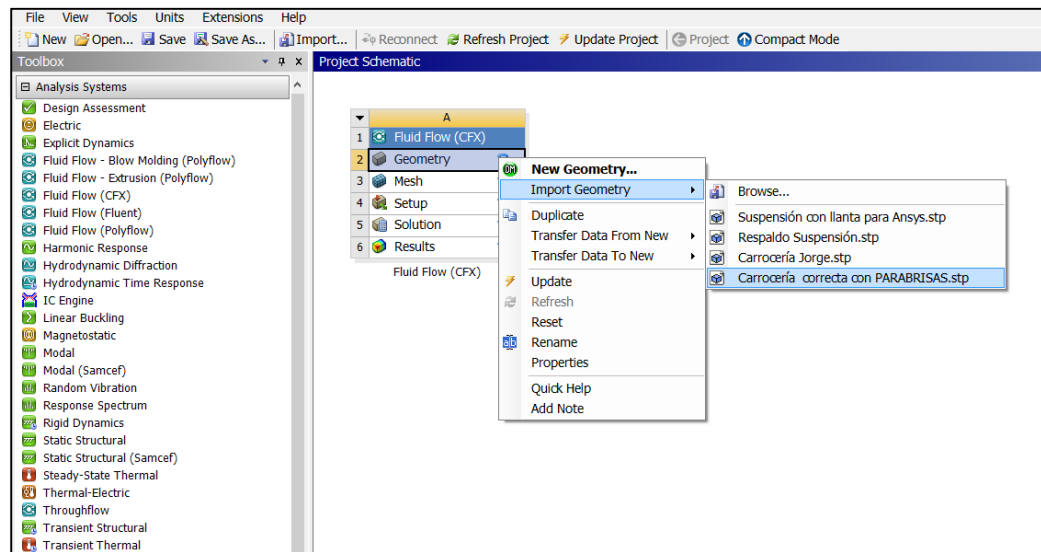 File View Tools Units Extensions Help
New Open... Save Save As... Import... Reconnect Refresh Project Update Project Project Compact Mode
Toolbox
Analysis Systems
Design Assessment
Electric
Explicit Dynamics
Fluid Flow - Blow Molding (Polyflow)
Fluid Flow - Extrusion (Polyflow)
Fluid Flow (CFX)
Fluid Flow (Fluent)
Fluid Flow (Polyflow)
Harmonic Response
Hydrodynamic Diffraction
Hydrodynamic Time Response
IC Engine
Linear Buckling
Magnetostatic
Modal
Modal (Samcef)
Random Vibration
Response Spectrum
Rigid Dynamics
Static Structural
Static Structural (Samcef)
Steady-State Thermal
Thermal-Electric
Throughflow
Transient Structural
Transient Thermal
Project Schematic
A
1 Fluid Flow (CFX)
2 Geometry
3 Mesh
4 Setup
5 Solution
6 Results
Fluid Flow (CFX)
New Geometry...
Import Geometry
Duplicate
Transfer Data From New
Transfer Data To New
Update
Refresh
Reset
Rename
Properties
Quick Help
Add Note
Browse...
Suspensión con llanta para Ansys.stp
Respaldo Suspensión.stp
Carrocería Jorge.stp
Carrocería correcta con PARABRISAS.stp